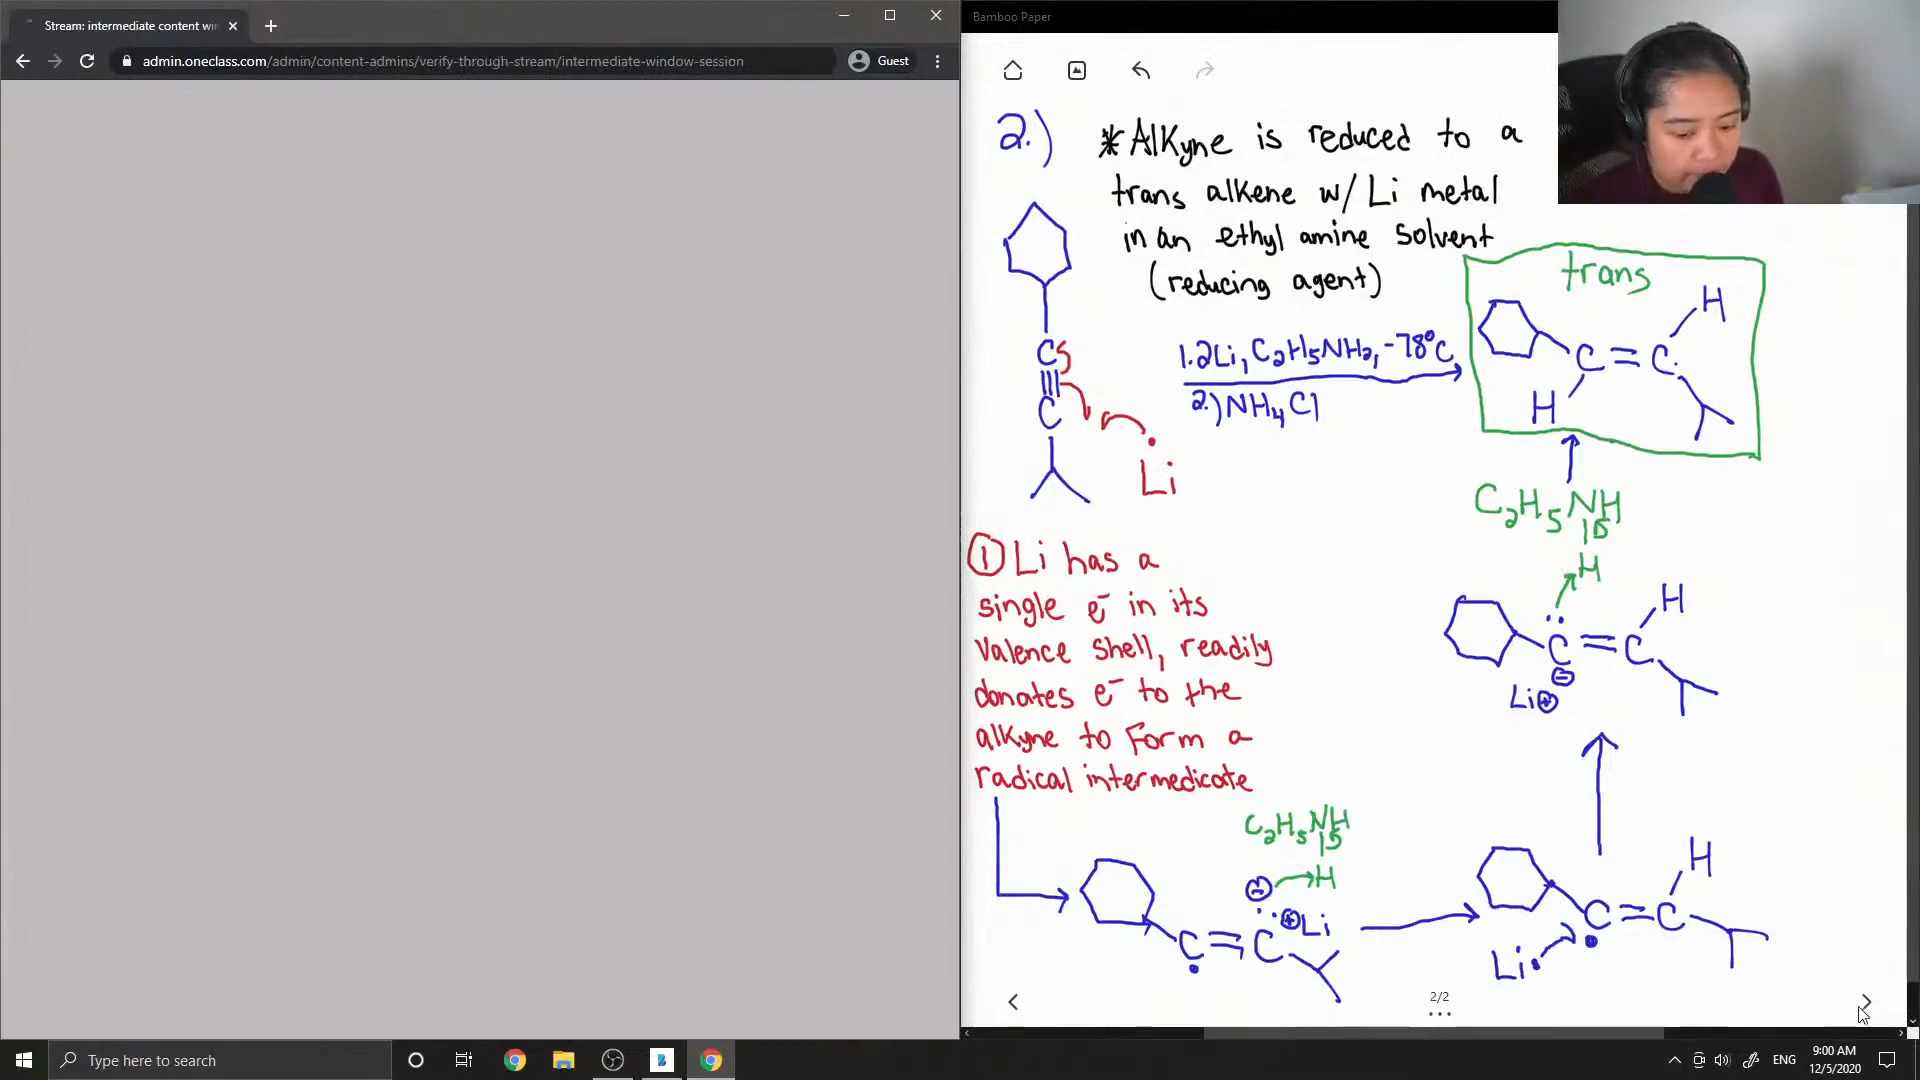 Stream: intermediate content wi
admin.oneclass.com/admin/content-admins/verify-through-stream/intermediate-window-session
Guest
Bamboo Paper
2.)
*Alkyne is reduced to a
trans alkene w/ Li metal
in an ethyl amine solvent
(reducing agent)
1. 2Li, C2H5NH2, -78°C
2.) NH4Cl
trans
H
C=C
H
C≡C
Li
C2H5NH
H
H
C=C
Li
① Li has a
single e⁻ in its
Valence shell, readily
donates e⁻ to the
alkyne to Form a
radical intermedicate
C2H5NH
H
Li
C=C
H
C=C
Li
2/2
Type here to search
ENG
9:00 AM
12/5/2020